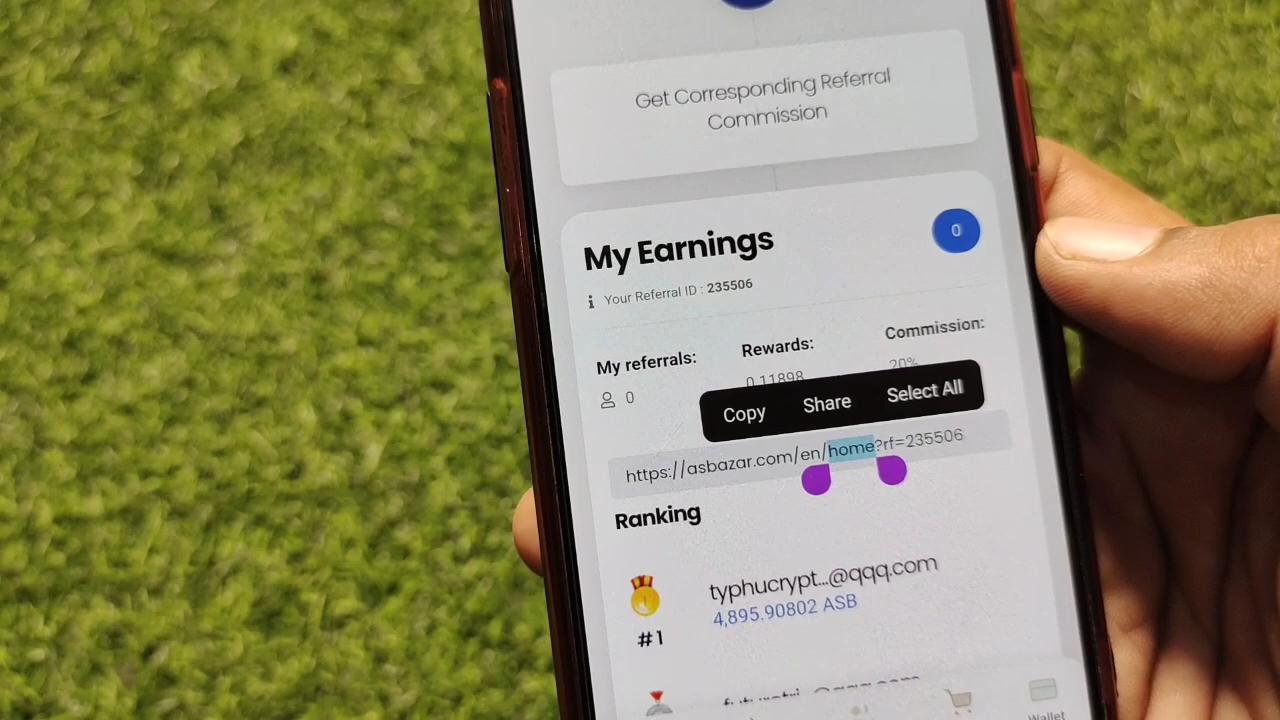 Get Corresponding Referral
Commission
My Earnings
0
Your Referral ID : 235506
My referrals:
Rewards:
Commission:
0
0.11898
20%
Copy
Share
Select All
https://asbazar.com/en/home?rf=235506
Ranking
#1
typhucrypt...@qqq.com
4,895.90802 ASB
Wallet